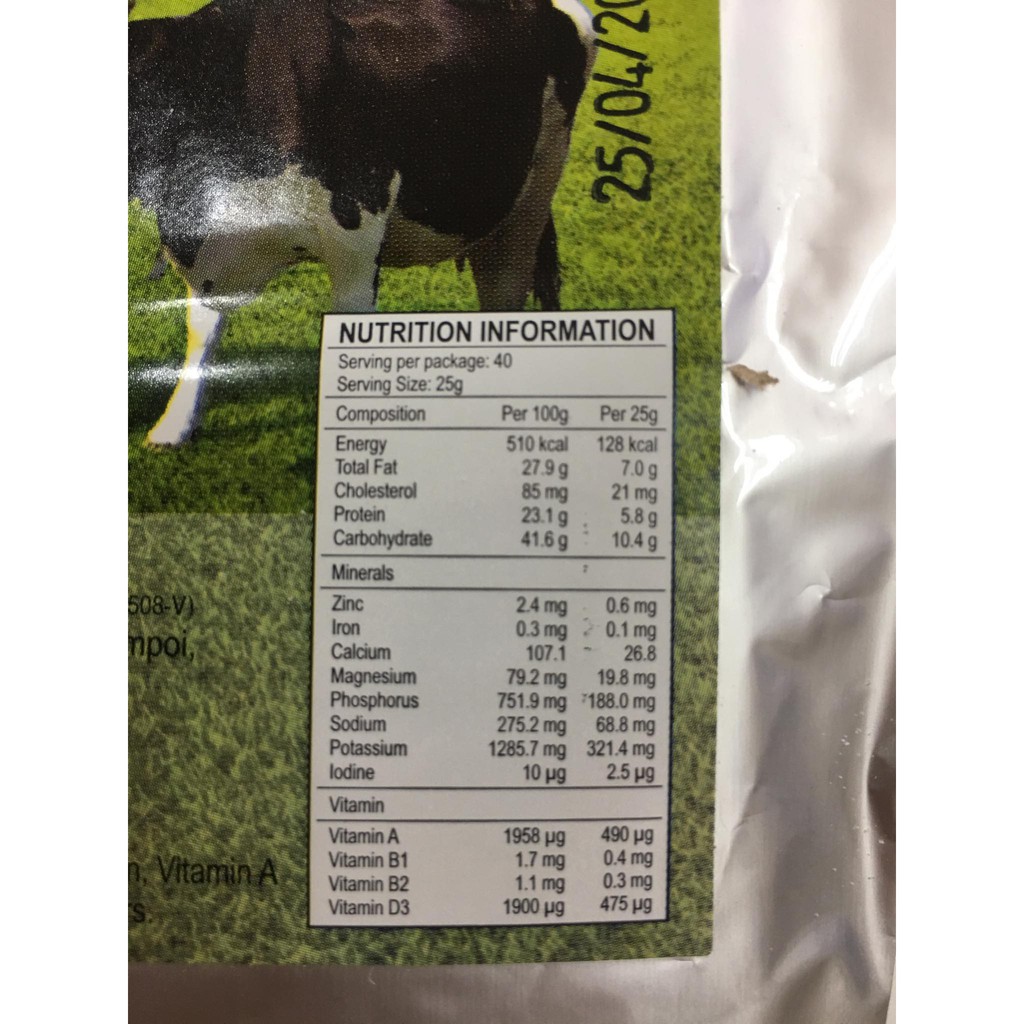 25/04/20
NUTRITION INFORMATION
Serving per package: 40
Serving Size: 25g
Composition Per 100g Per 25g
Energy 510 kcal 128 kcal
Total Fat 27.9 g 7.0 g
Cholesterol 85 mg 21 mg
Protein 23.1 g 5.8 g
Carbohydrate 41.6 g 10.4 g
Minerals
Zinc 2.4 mg 0.6 mg
Iron 0.3 mg 0.1 mg
Calcium 107.1 26.8
Magnesium 79.2 mg 19.8 mg
Phosphorus 751.9 mg 188.0 mg
Sodium 275.2 mg 68.8 mg
Potassium 1285.7 mg 321.4 mg
Iodine 10 µg 2.5 µg
Vitamin
Vitamin A 1958 µg 490 µg
Vitamin B1 1.7 mg 0.4 mg
Vitamin B2 1.1 mg 0.3 mg
Vitamin D3 1900 µg 475 µg
508-V)
mpoi,
n, VItamin A
rs.